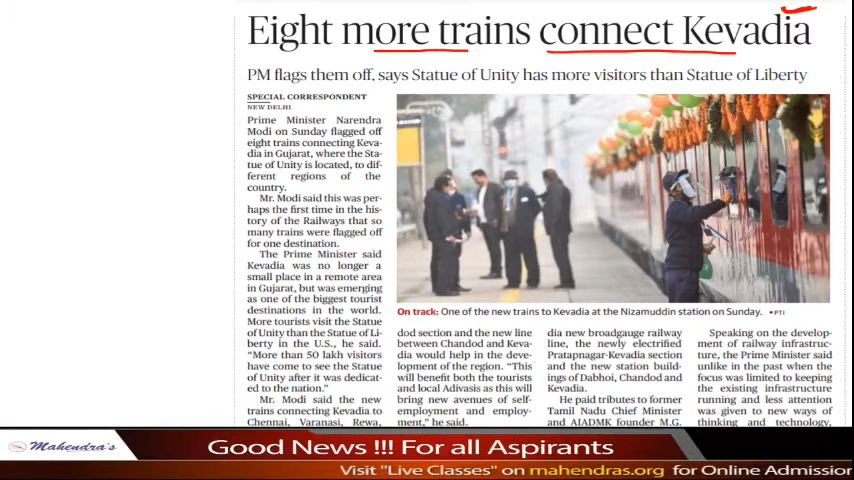 Eight more trains connect Kevadia
PM flags them off, says Statue of Unity has more visitors than Statue of Liberty
SPECIAL CORRESPONDENT
NEW DELHI
Prime Minister Narendra
Modi on Sunday flagged off
eight trains connecting Keva-
dia in Gujarat, where the Sta-
tue of Unity is located, to dif-
ferent regions of the
country.
Mr. Modi said this was per-
haps the first time in the his-
tory of the Railways that so
many trains were flagged off
for one destination.
The Prime Minister said
Kevadia was no longer a
small place in a remote area
in Gujarat, but was emerging
as one of the biggest tourist
destinations in the world.
More tourists visit the Statue
of Unity than the Statue of Li-
berty in the U.S., he said.
“More than 50 lakh visitors
have come to see the Statue
of Unity after it was dedicat-
ed to the nation.”
Mr. Modi said the new
trains connecting Kevadia to
Chennai, Varanasi, Rewa,
On track: One of the new trains to Kevadia at the Nizamuddin station on Sunday. •PTI
dod section and the new line
between Chandod and Keva-
dia would help in the deve-
lopment of the region. “This
will benefit both the tourists
and local Adivasis as this will
bring new avenues of self-
employment and employ-
ment,” he said.
dia new broadgauge railway
line, the newly electrified
Pratapnagar-Kevadia section
and the new station build-
ings of Dabhoi, Chandod and
Kevadia.
He paid tributes to former
Tamil Nadu Chief Minister
and AIADMK founder M.G.
Speaking on the develop-
ment of railway infrastruc-
ture, the Prime Minister said
unlike in the past when the
focus was limited to keeping
the existing infrastructure
running and less attention
was given to new ways of
thinking and technology,
Mahendra's
Good News !!! For all Aspirants
Visit "Live Classes" on mahendras.org for Online Admission